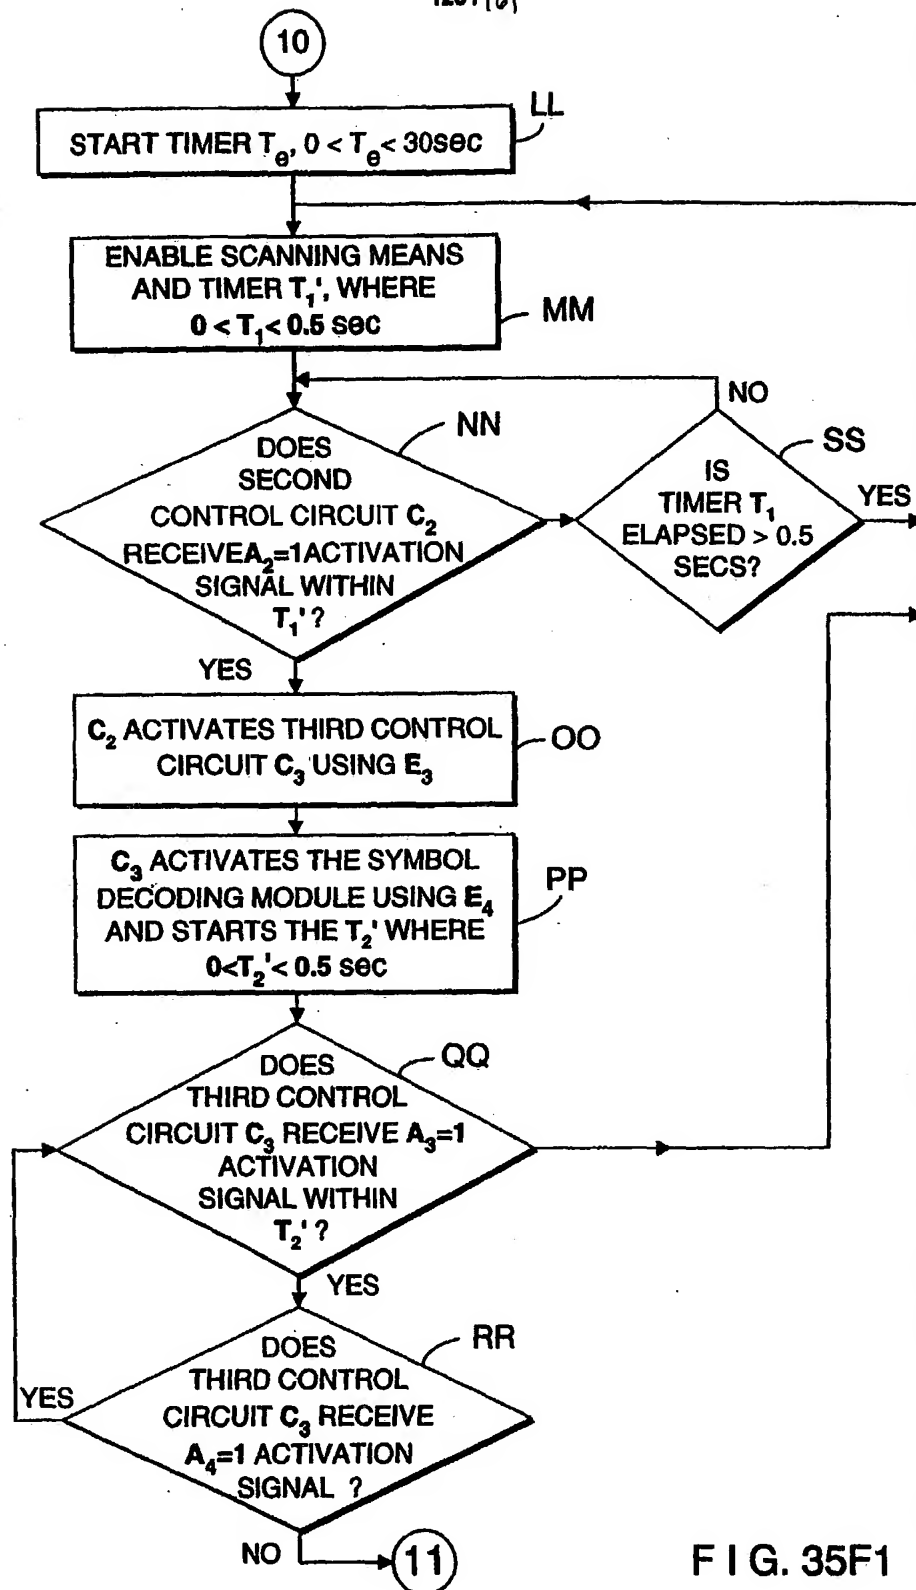 10
LL
START TIMER Te, 0 < Te < 30sec
ENABLE SCANNING MEANS
AND TIMER T1', WHERE
0 < T1 < 0.5 sec
MM
NO
NN
DOES
SECOND
CONTROL CIRCUIT C2
RECEIVEA2=1ACTIVATION
SIGNAL WITHIN
T1' ?
SS
IS
TIMER T1
ELAPSED > 0.5
SECS?
YES
YES
C2 ACTIVATES THIRD CONTROL
CIRCUIT C3 USING E3
OO
C3 ACTIVATES THE SYMBOL
DECODING MODULE USING E4
AND STARTS THE T2' WHERE
0<T2'< 0.5 sec
PP
QQ
DOES
THIRD CONTROL
CIRCUIT C3 RECEIVE A3=1
ACTIVATION
SIGNAL WITHIN
T2' ?
YES
RR
DOES
THIRD CONTROL
CIRCUIT C3 RECEIVE
A4=1 ACTIVATION
SIGNAL ?
YES
NO
11
FIG. 35F1